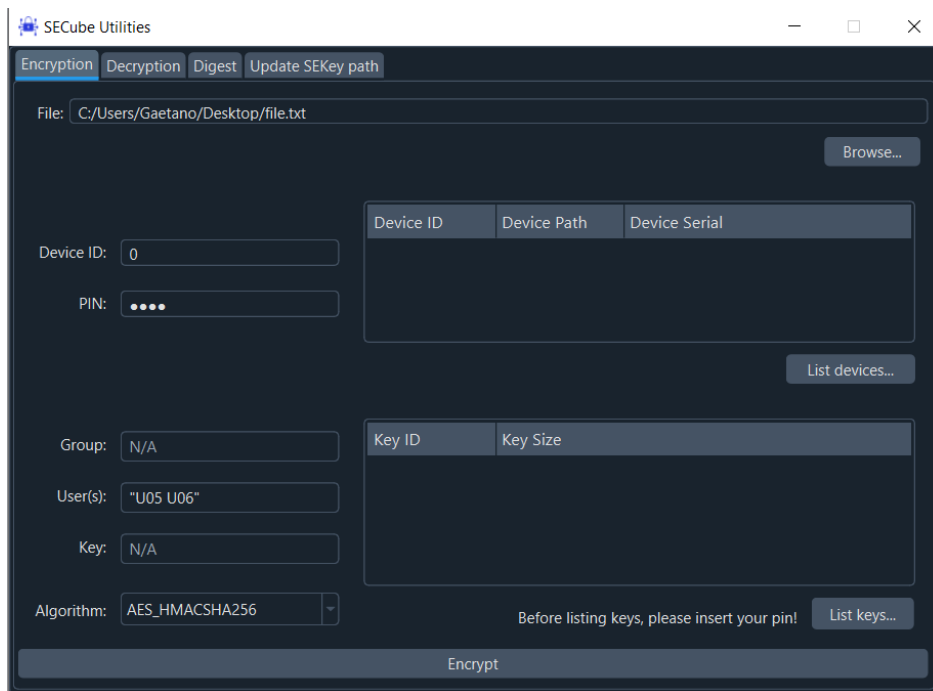 SECube Utilities
Encryption Decryption Digest Update SEKey path
File: C:/Users/Gaetano/Desktop/file.txt
Browse...
Device ID Device Path Device Serial
Device ID: 0
PIN: ●●●●
List devices...
Key ID Key Size
Group: N/A
User(s): "U05 U06"
Key: N/A
Algorithm: AES_HMACSHA256
Before listing keys, please insert your pin! List keys...
Encrypt